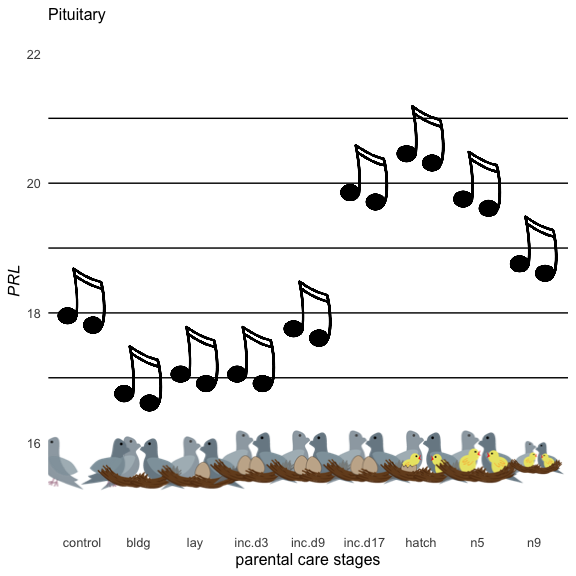 Pituitary
22
20
18
16
PRL
control bldg lay inc.d3 inc.d9 inc.d17 hatch n5 n9
parental care stages